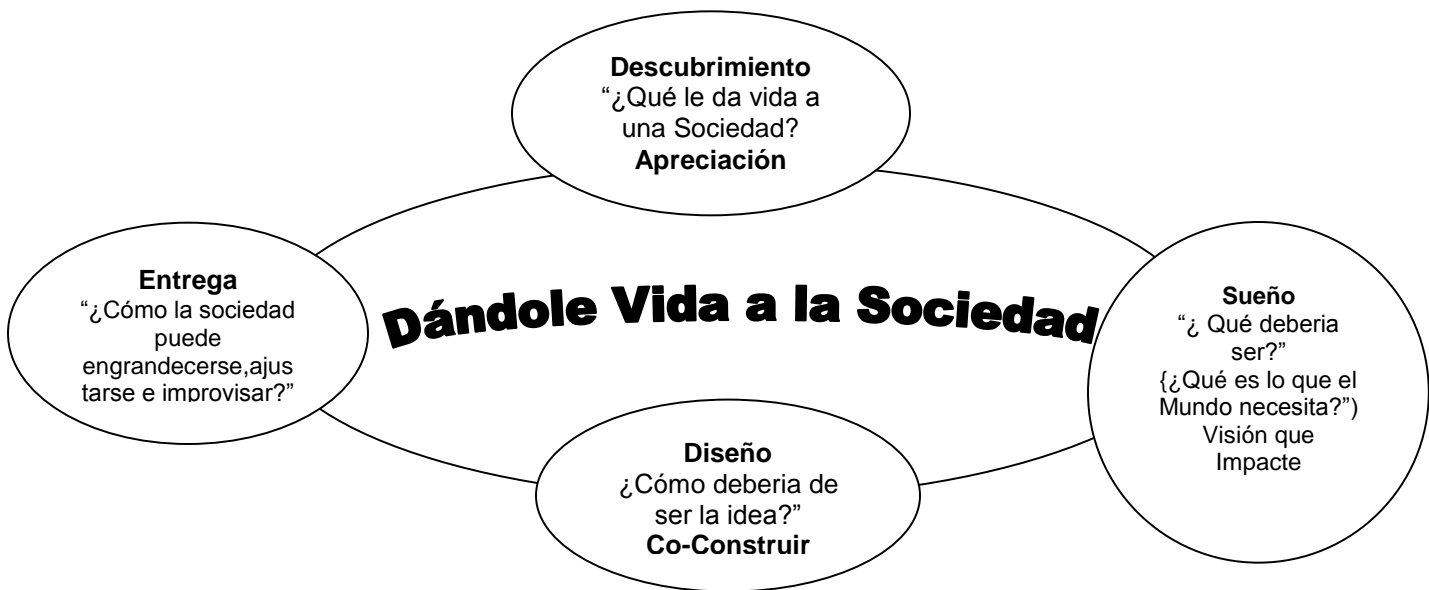 Descubrimiento
“¿Qué le da vida a
una Sociedad?
Apreciación
Entrega
“¿Cómo la sociedad
puede
engrandecerse,ajus
tarse e improvisar?”
Dándole Vida a la Sociedad
Sueño
“¿ Qué deberia
ser?”
{¿Qué es lo que el
Mundo necesita?”)
Visión que
Impacte
Diseño
¿Cómo deberia de
ser la idea?”
Co-Construir